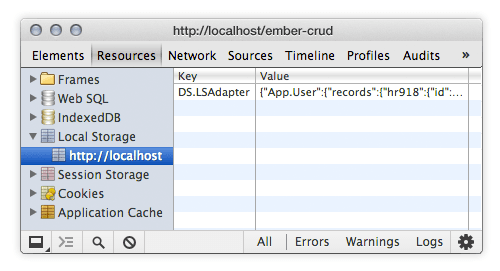 http://localhost/ember-crud
Elements Resources Network Sources Timeline Profiles Audits »
Frames
Web SQL
IndexedDB
Local Storage
http://localhost
Session Storage
Cookies
Application Cache
Key Value
DS.LSAdapter {"App.User":{"records":{"hr918":{"id":...
All Errors Warnings Logs